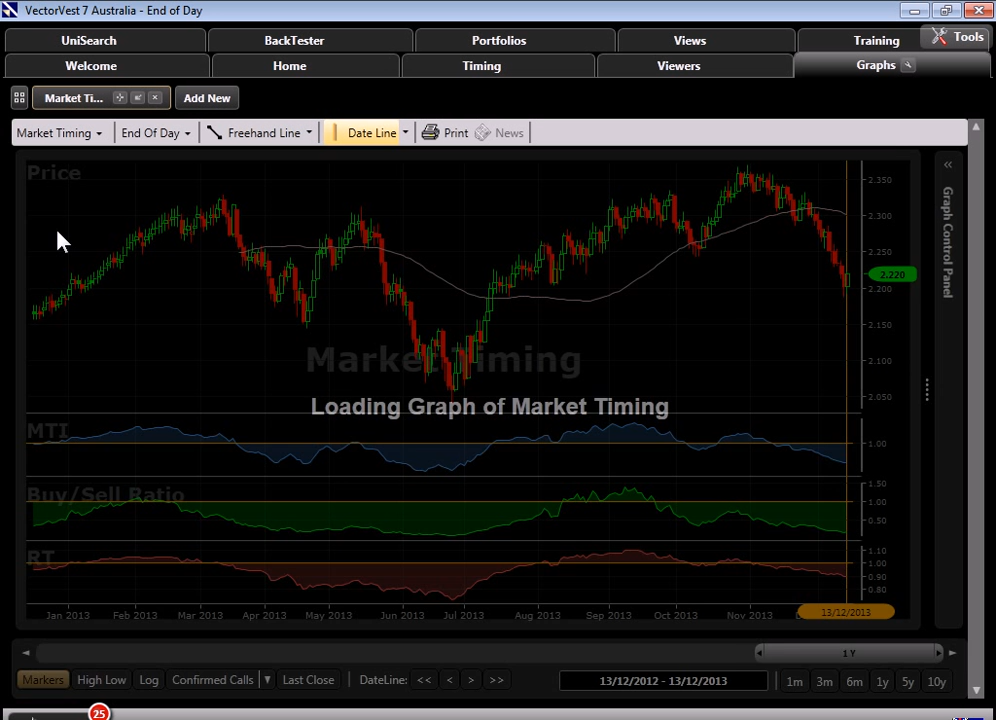 VectorVest 7 Australia - End of Day
UniSearch BackTester Portfolios Views Training Tools
Welcome Home Timing Viewers Graphs
Market Ti... Add New
Market Timing End Of Day Freehand Line Date Line Print News
Price
2.350
2.300
2.250
2.220
2.200
2.150
2.100
2.050
Graph Control Panel
Market Timing
Loading Graph of Market Timing
MTI
1.00
Buy/Sell Ratio
1.50
1.00
0.50
RT
1.10
1.00
0.90
0.80
Jan 2013 Feb 2013 Mar 2013 Apr 2013 May 2013 Jun 2013 Jul 2013 Aug 2013 Sep 2013 Oct 2013 Nov 2013 13/12/2013
1 Y
Markers High Low Log Confirmed Calls Last Close DateLine: << < > >> 13/12/2012 - 13/12/2013 1m 3m 6m 1y 5y 10y
25